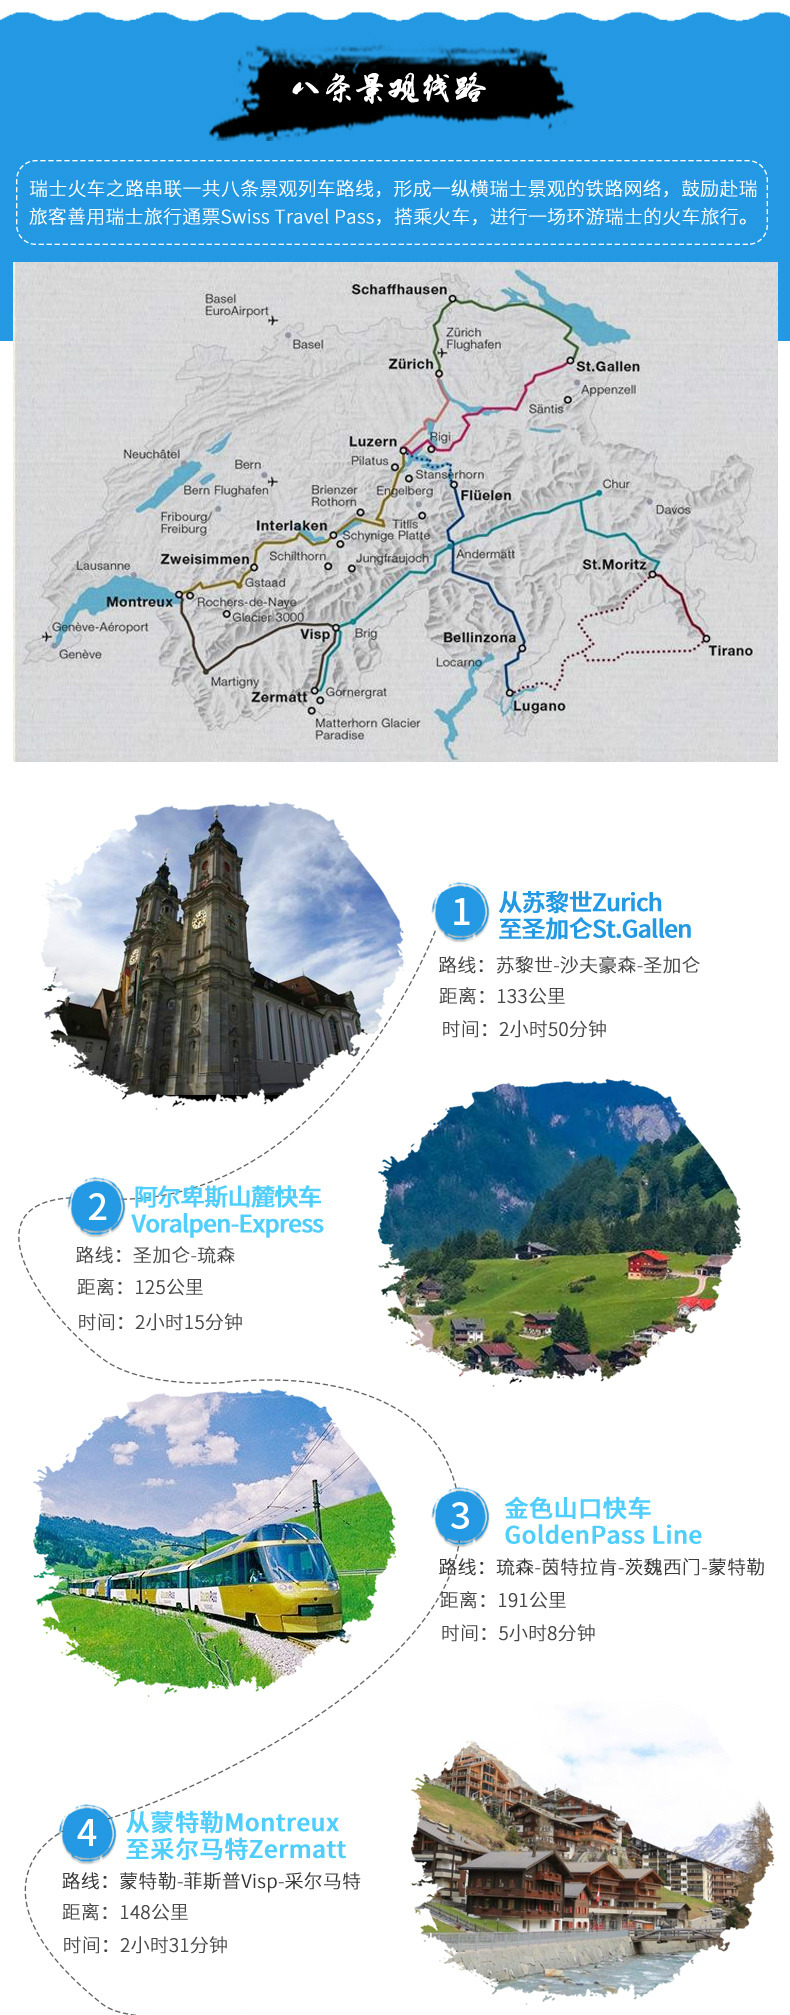 八条景观线路
瑞士火车之路串联一共八条景观列车路线，形成一纵横瑞士景观的铁路网络，鼓励赴瑞
旅客善用瑞士旅行通票Swiss Travel Pass，搭乘火车，进行一场环游瑞士的火车旅行。
Schaffhausen
Basel
EuroAirport
Basel
Zürich
Flughafen
Zürich
St.Gallen
Appenzell
Säntis
Luzern
Rigi
Neuchâtel
Pilatus
Bern
Stanserhorn
Chur
Bern Flughafen
Brienzer
Rothorn
Engelberg
Flüelen
Davos
Fribourg/
Freiburg
Interlaken
Titlis
Schynige Platte
Lausanne
Zweisimmen
Schilthorn
Jungfraujoch
Andermatt
St.Moritz
Gstaad
Montreux
Rochers-de-Naye
Glacier 3000
Genève-Aéroport
Visp
Brig
Bellinzona
Genève
Locarno
Tirano
Martigny
Zermatt
Gornergrat
Lugano
Matterhorn Glacier
Paradise
1
从苏黎世Zurich
至圣加仑St.Gallen
路线：苏黎世-沙夫豪森-圣加仑
距离：133公里
时间：2小时50分钟
2
阿尔卑斯山麓快车
Voralpen-Express
路线：圣加仑-琉森
距离：125公里
时间：2小时15分钟
3
金色山口快车
GoldenPass Line
路线：琉森-茵特拉肯-茨魏西门-蒙特勒
距离：191公里
时间：5小时8分钟
4
从蒙特勒Montreux
至采尔马特Zermatt
路线：蒙特勒-菲斯普Visp-采尔马特
距离：148公里
时间：2小时31分钟